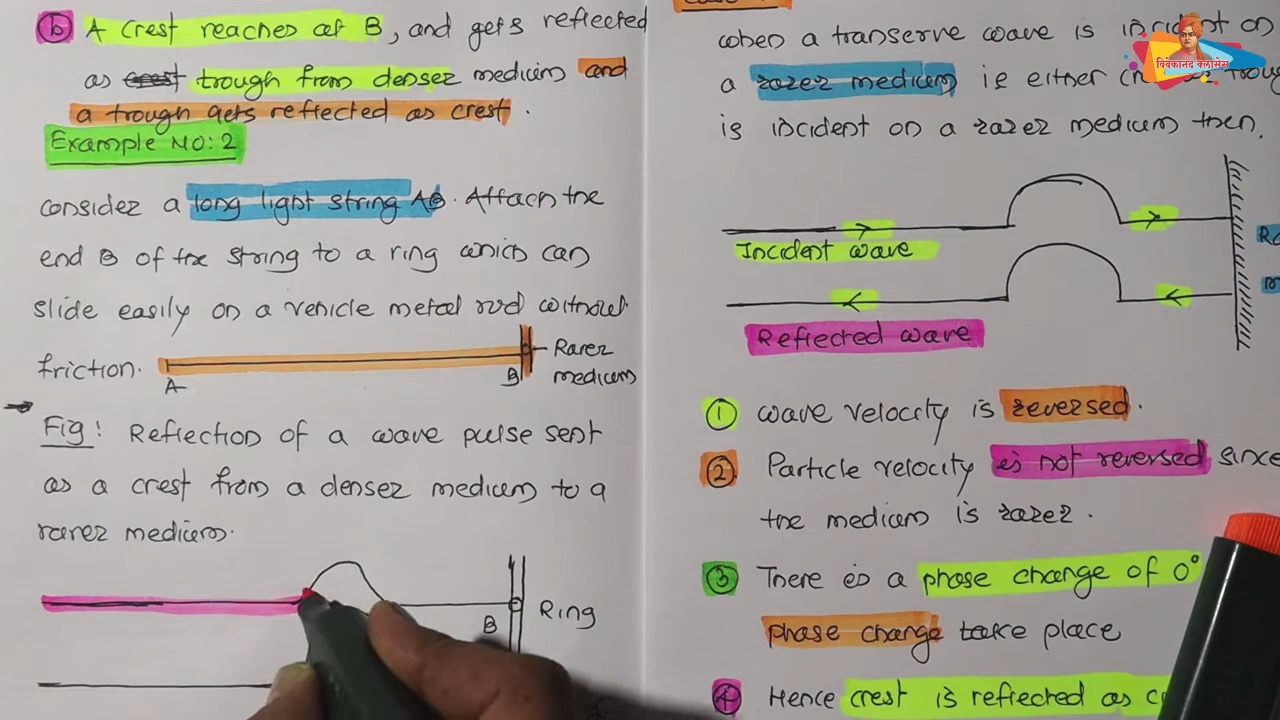 b A crest reaches at B, and gets reflected
as crest trough from denser medium and
a trough gets reflected as crest.
Example NO: 2
consider a long light string AB. Attach the
end B of the string to a ring which can
slide easily on a vehicle metal rod without
friction.
A
B
Rarer
medium
Fig: Reflection of a wave pulse sent
as a crest from a denser medium to a
rarer medium.
B
Ring
when a transerve wave is incident on
a rarer medium ie either
is incident on a rarer medium then,
Incident wave
Reflected wave
1 wave velocity is reversed.
2 Particle velocity is not reversed since
the medium is rarer.
3 There is a phase change of 0°
phase change take place
4 Hence crest is reflected as
विवेकानंद क्लासेस